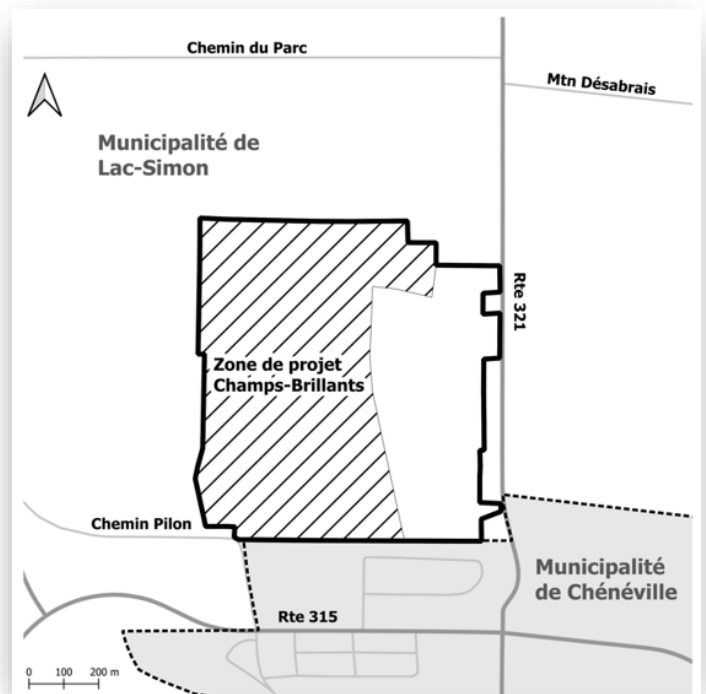 Chemin du Parc
Mtn Désabrais
Municipalité de
Lac-Simon
Rte 321
Zone de projet
Champs-Brillants
Chemin Pilon
Municipalité
de Chénéville
Rte 315
0 100 200 m